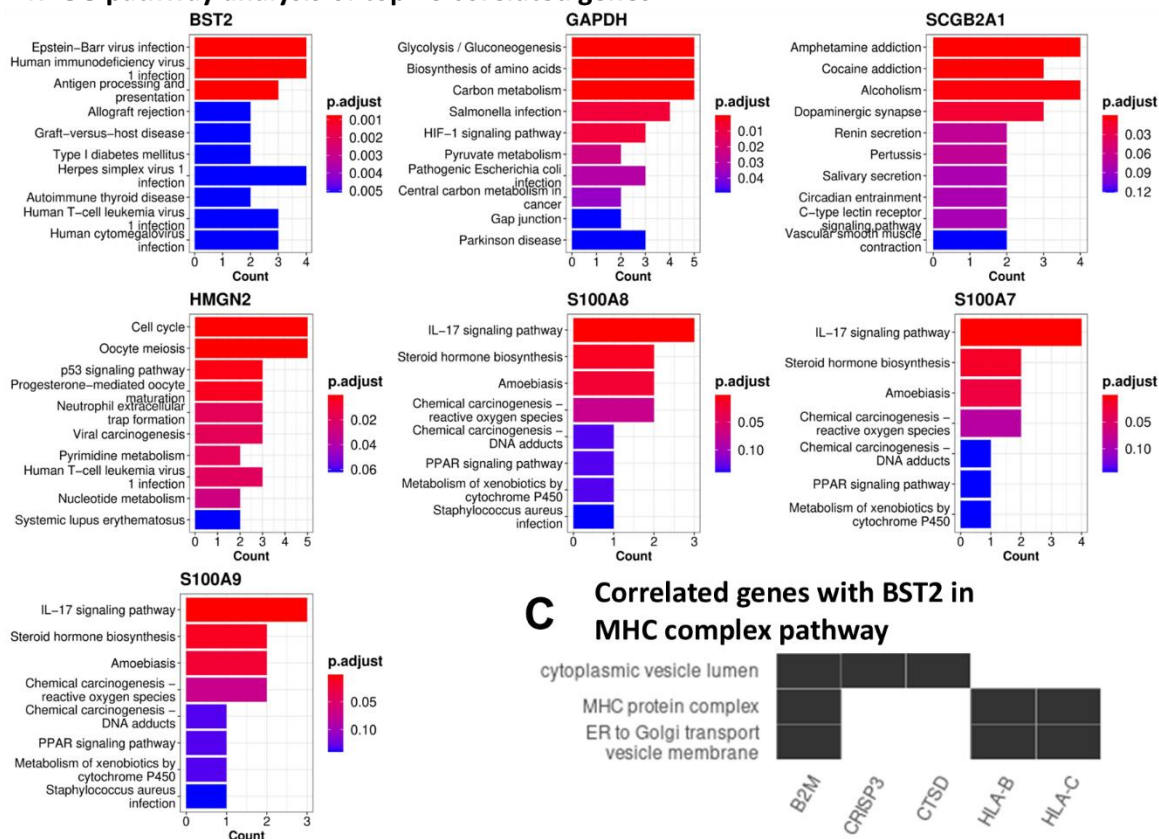 BST2
Epstein−Barr virus infection
Human immunodeficiency virus
1 infection
Antigen processing and
presentation
Allograft rejection
Graft−versus−host disease
Type I diabetes mellitus
Herpes simplex virus 1
infection
Autoimmune thyroid disease
Human T−cell leukemia virus
1 infection
Human cytomegalovirus
infection
0 1 2 3 4
Count
p.adjust
0.001
0.002
0.003
0.004
0.005
GAPDH
Glycolysis / Gluconeogenesis
Biosynthesis of amino acids
Carbon metabolism
Salmonella infection
HIF−1 signaling pathway
Pyruvate metabolism
Pathogenic Escherichia coli
infection
Central carbon metabolism in
cancer
Gap junction
Parkinson disease
0 1 2 3 4 5
Count
p.adjust
0.01
0.02
0.03
0.04
SCGB2A1
Amphetamine addiction
Cocaine addiction
Alcoholism
Dopaminergic synapse
Renin secretion
Pertussis
Salivary secretion
Circadian entrainment
C−type lectin receptor
signaling pathway
Vascular smooth muscle
contraction
0 1 2 3 4
Count
p.adjust
0.03
0.06
0.09
0.12
HMGN2
Cell cycle
Oocyte meiosis
p53 signaling pathway
Progesterone−mediated oocyte
maturation
Neutrophil extracellular
trap formation
Viral carcinogenesis
Pyrimidine metabolism
Human T−cell leukemia virus
1 infection
Nucleotide metabolism
Systemic lupus erythematosus
0 1 2 3 4 5
Count
p.adjust
0.02
0.04
0.06
S100A8
IL−17 signaling pathway
Steroid hormone biosynthesis
Amoebiasis
Chemical carcinogenesis −
reactive oxygen species
Chemical carcinogenesis −
DNA adducts
PPAR signaling pathway
Metabolism of xenobiotics by
cytochrome P450
Staphylococcus aureus
infection
0 1 2 3
Count
p.adjust
0.05
0.10
S100A7
IL−17 signaling pathway
Steroid hormone biosynthesis
Amoebiasis
Chemical carcinogenesis −
reactive oxygen species
Chemical carcinogenesis −
DNA adducts
PPAR signaling pathway
Metabolism of xenobiotics by
cytochrome P450
0 1 2 3 4
Count
p.adjust
0.05
0.10
S100A9
IL−17 signaling pathway
Steroid hormone biosynthesis
Amoebiasis
Chemical carcinogenesis −
reactive oxygen species
Chemical carcinogenesis −
DNA adducts
PPAR signaling pathway
Metabolism of xenobiotics by
cytochrome P450
Staphylococcus aureus
infection
0 1 2 3
Count
p.adjust
0.05
0.10
C
Correlated genes with BST2 in
MHC complex pathway
cytoplasmic vesicle lumen
MHC protein complex
ER to Golgi transport
vesicle membrane
B2M
CRISP3
CTSD
HLA-B
HLA-C